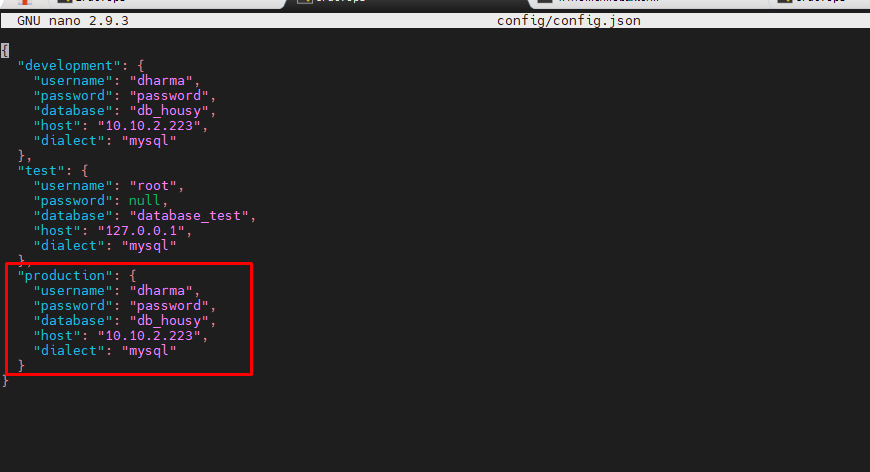 GNU nano 2.9.3 config/config.json
{
"development": {
"username": "dharma",
"password": "password",
"database": "db_housy",
"host": "10.10.2.223",
"dialect": "mysql"
},
"test": {
"username": "root",
"password": null,
"database": "database_test",
"host": "127.0.0.1",
"dialect": "mysql"
},
"production": {
"username": "dharma",
"password": "password",
"database": "db_housy",
"host": "10.10.2.223",
"dialect": "mysql"
}
}